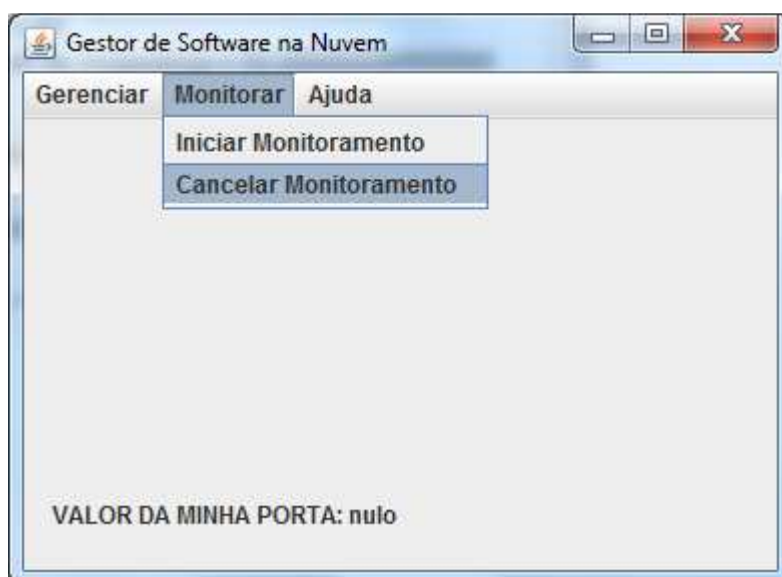 Gestor de Software na Nuvem
Gerenciar Monitorar Ajuda
Iniciar Monitoramento
Cancelar Monitoramento
VALOR DA MINHA PORTA: nulo